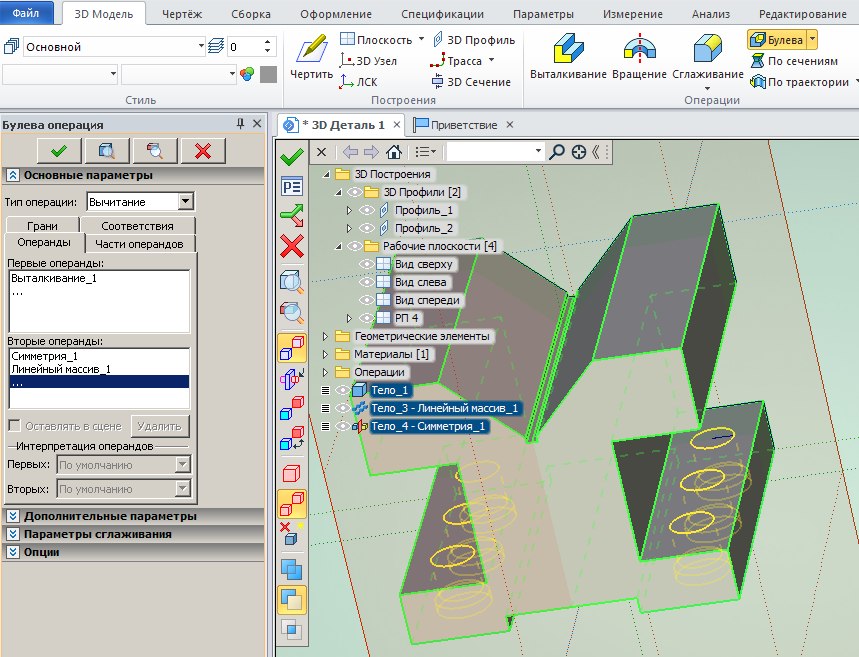 Файл 3D Модель Чертёж Сборка Оформление Спецификации Параметры Измерение Анализ Редактирование
Основной 0
Чертить
Плоскость
3D Узел
ЛСК
3D Профиль
Трасса
3D Сечение
Выталкивание Вращение Сглаживание
Булева
По сечениям
По траектории
Стиль Построения Операции
Булева операция
* 3D Деталь 1 Приветствие
Основные параметры
Тип операции: Вычитание
Грани Соответствия
Операнды Части операндов
Первые операнды:
Выталкивание_1
...
Вторые операнды:
Симметрия_1
Линейный массив_1
...
Оставлять в сцене Удалить
Интерпретация операндов
Первых: По умолчанию
Вторых: По умолчанию
Дополнительные параметры
Параметры сглаживания
Опции
3D Построения
3D Профили [2]
Профиль_1
Профиль_2
Рабочие плоскости [4]
Вид сверху
Вид слева
Вид спереди
РП 4
Геометрические элементы
Материалы [1]
Операции
Тело_1
Тело_3 - Линейный массив_1
Тело_4 - Симметрия_1